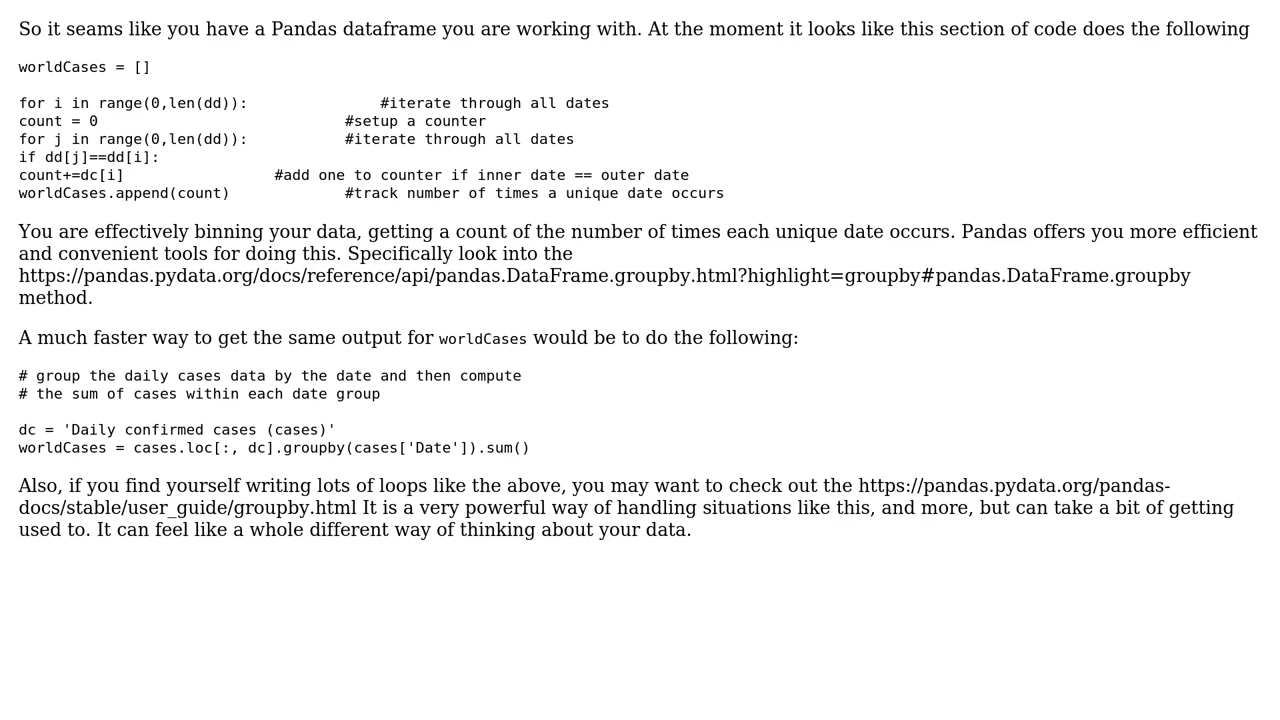 So it seams like you have a Pandas dataframe you are working with. At the moment it looks like this section of code does the following
worldCases = []
for i in range(0,len(dd)):               #iterate through all dates
count = 0                            #setup a counter
for j in range(0,len(dd)):           #iterate through all dates
if dd[j]==dd[i]:
count+=dc[i]                 #add one to counter if inner date == outer date
worldCases.append(count)             #track number of times a unique date occurs
You are effectively binning your data, getting a count of the number of times each unique date occurs. Pandas offers you more efficient
and convenient tools for doing this. Specifically look into the
https://pandas.pydata.org/docs/reference/api/pandas.DataFrame.groupby.html?highlight=groupby#pandas.DataFrame.groupby
method.
A much faster way to get the same output for worldCases would be to do the following:
# group the daily cases data by the date and then compute
# the sum of cases within each date group
dc = 'Daily confirmed cases (cases)'
worldCases = cases.loc[:, dc].groupby(cases['Date']).sum()
Also, if you find yourself writing lots of loops like the above, you may want to check out the https://pandas.pydata.org/pandas-
docs/stable/user_guide/groupby.html It is a very powerful way of handling situations like this, and more, but can take a bit of getting
used to. It can feel like a whole different way of thinking about your data.